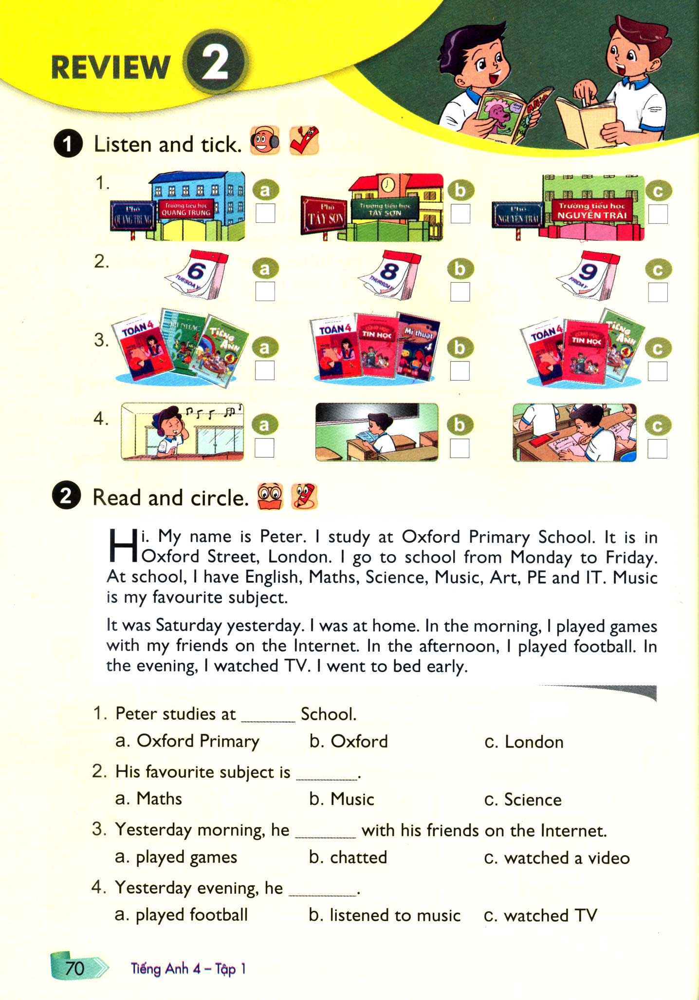 REVIEW 2
1 Listen and tick.
1.
Phố
QUANG TRUNG
Trường tiểu học
QUANG TRUNG
a
Phố
TÂY SƠN
Trường tiểu học
TÂY SƠN
b
Phố
NGUYỄN TRÃI
Trường tiểu học
NGUYỄN TRÃI
c
2.
6
TUESDAY
a
8
THURSDAY
b
9
FRIDAY
c
3.
TOÁN 4
ÂM NHẠC
4
TIẾNG
ANH
4
a
TOÁN 4
TIN HỌC
Mĩ thuật
4
b
TOÁN 4
TIN HỌC
TIẾNG
ANH
4
c
4.
a
b
c
2 Read and circle.
Hi. My name is Peter. I study at Oxford Primary School. It is in
Oxford Street, London. I go to school from Monday to Friday.
At school, I have English, Maths, Science, Music, Art, PE and IT. Music
is my favourite subject.
It was Saturday yesterday. I was at home. In the morning, I played games
with my friends on the Internet. In the afternoon, I played football. In
the evening, I watched TV. I went to bed early.
1. Peter studies at ______ School.
a. Oxford Primary b. Oxford c. London
2. His favourite subject is ______.
a. Maths b. Music c. Science
3. Yesterday morning, he ______ with his friends on the Internet.
a. played games b. chatted c. watched a video
4. Yesterday evening, he ______.
a. played football b. listened to music c. watched TV
70 Tiếng Anh 4 – Tập 1